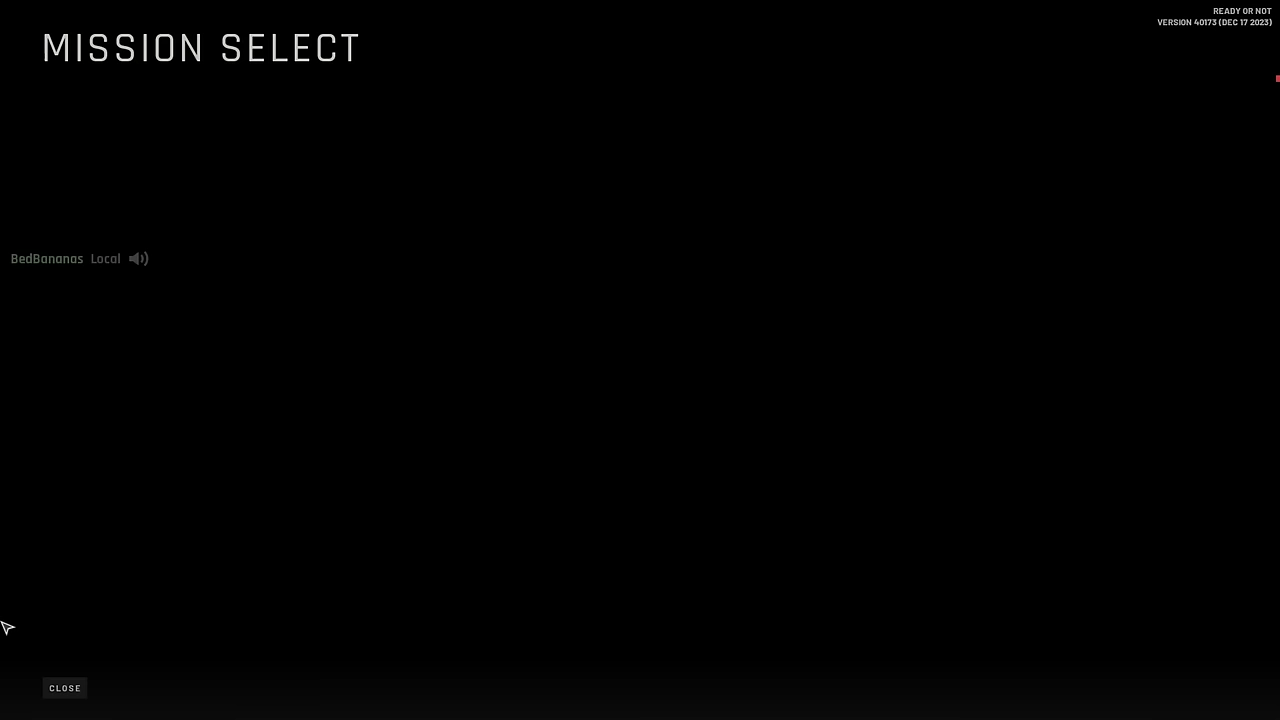 READY OR NOT
VERSION 40173 (DEC 17 2023)
MISSION SELECT
BedBananas Local
CLOSE